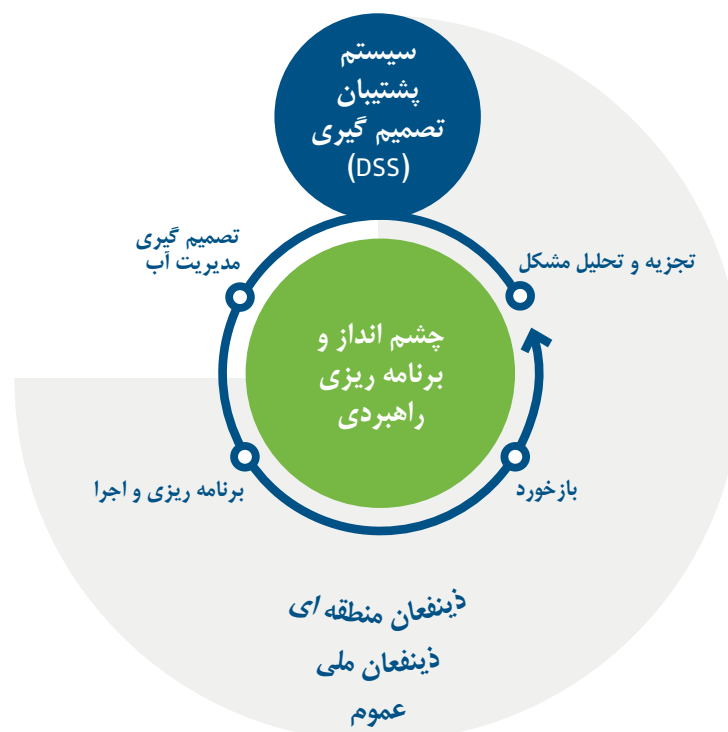 سیستم
پشتیبان
تصمیم گیری
(DSS)
تصمیم گیری
مدیریت آب
تجزیه و تحلیل مشکل
چشم انداز و
برنامه ریزی
راهبردی
برنامه ریزی و اجرا
بازخورد
ذینفعان منطقه ای
ذینفعان ملی
عموم